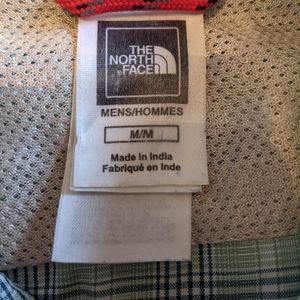 THE
NORTH
FACE
MENS/HOMMES
M/M
Made in India
Fabriqué en Inde